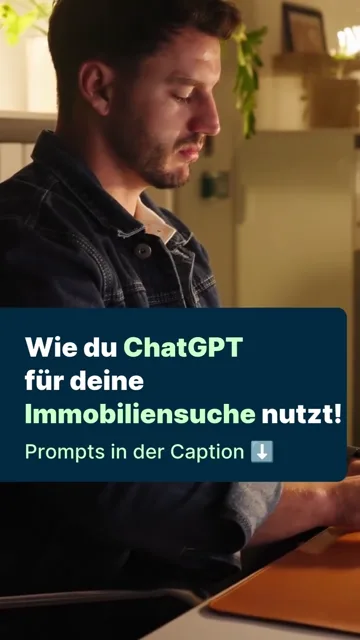 Wie du ChatGPT
für deine
Immobiliensuche nutzt!
Prompts in der Caption ⬇️